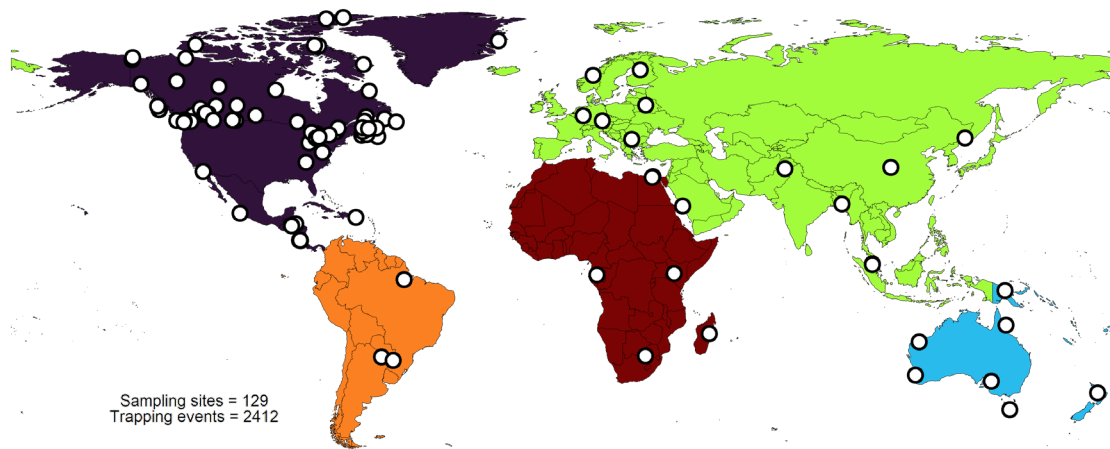 Sampling sites = 129
Trapping events = 2412